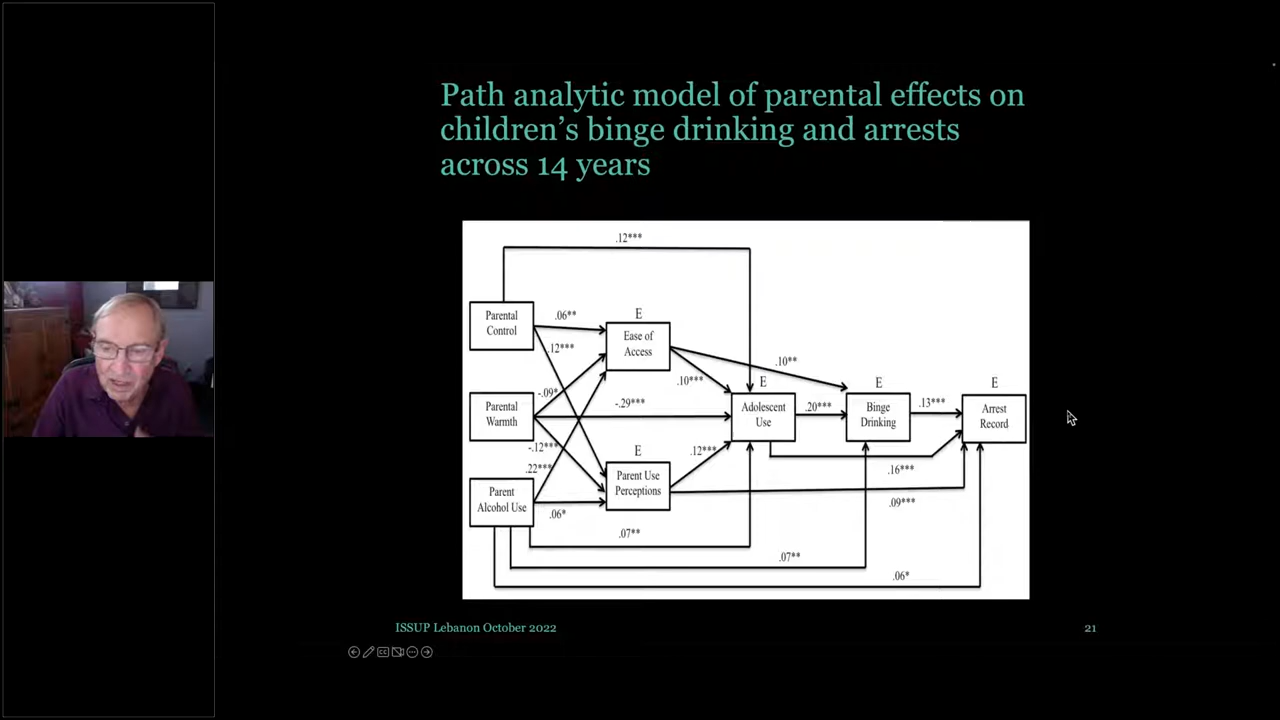 Path analytic model of parental effects on
children's binge drinking and arrests
across 14 years
.12***
Parental
Control
.06**
.12***
E
Ease of
Access
.10**
.10***
-.09*
Parental
Warmth
-.29***
-.12***
.22***
E
Adolescent
Use
.20***
E
Binge
Drinking
.13***
E
Arrest
Record
.12***
E
Parent Use
Perceptions
.16***
.09***
Parent
Alcohol Use
.06*
.07**
.07**
.06*
ISSUP Lebanon October 2022
21